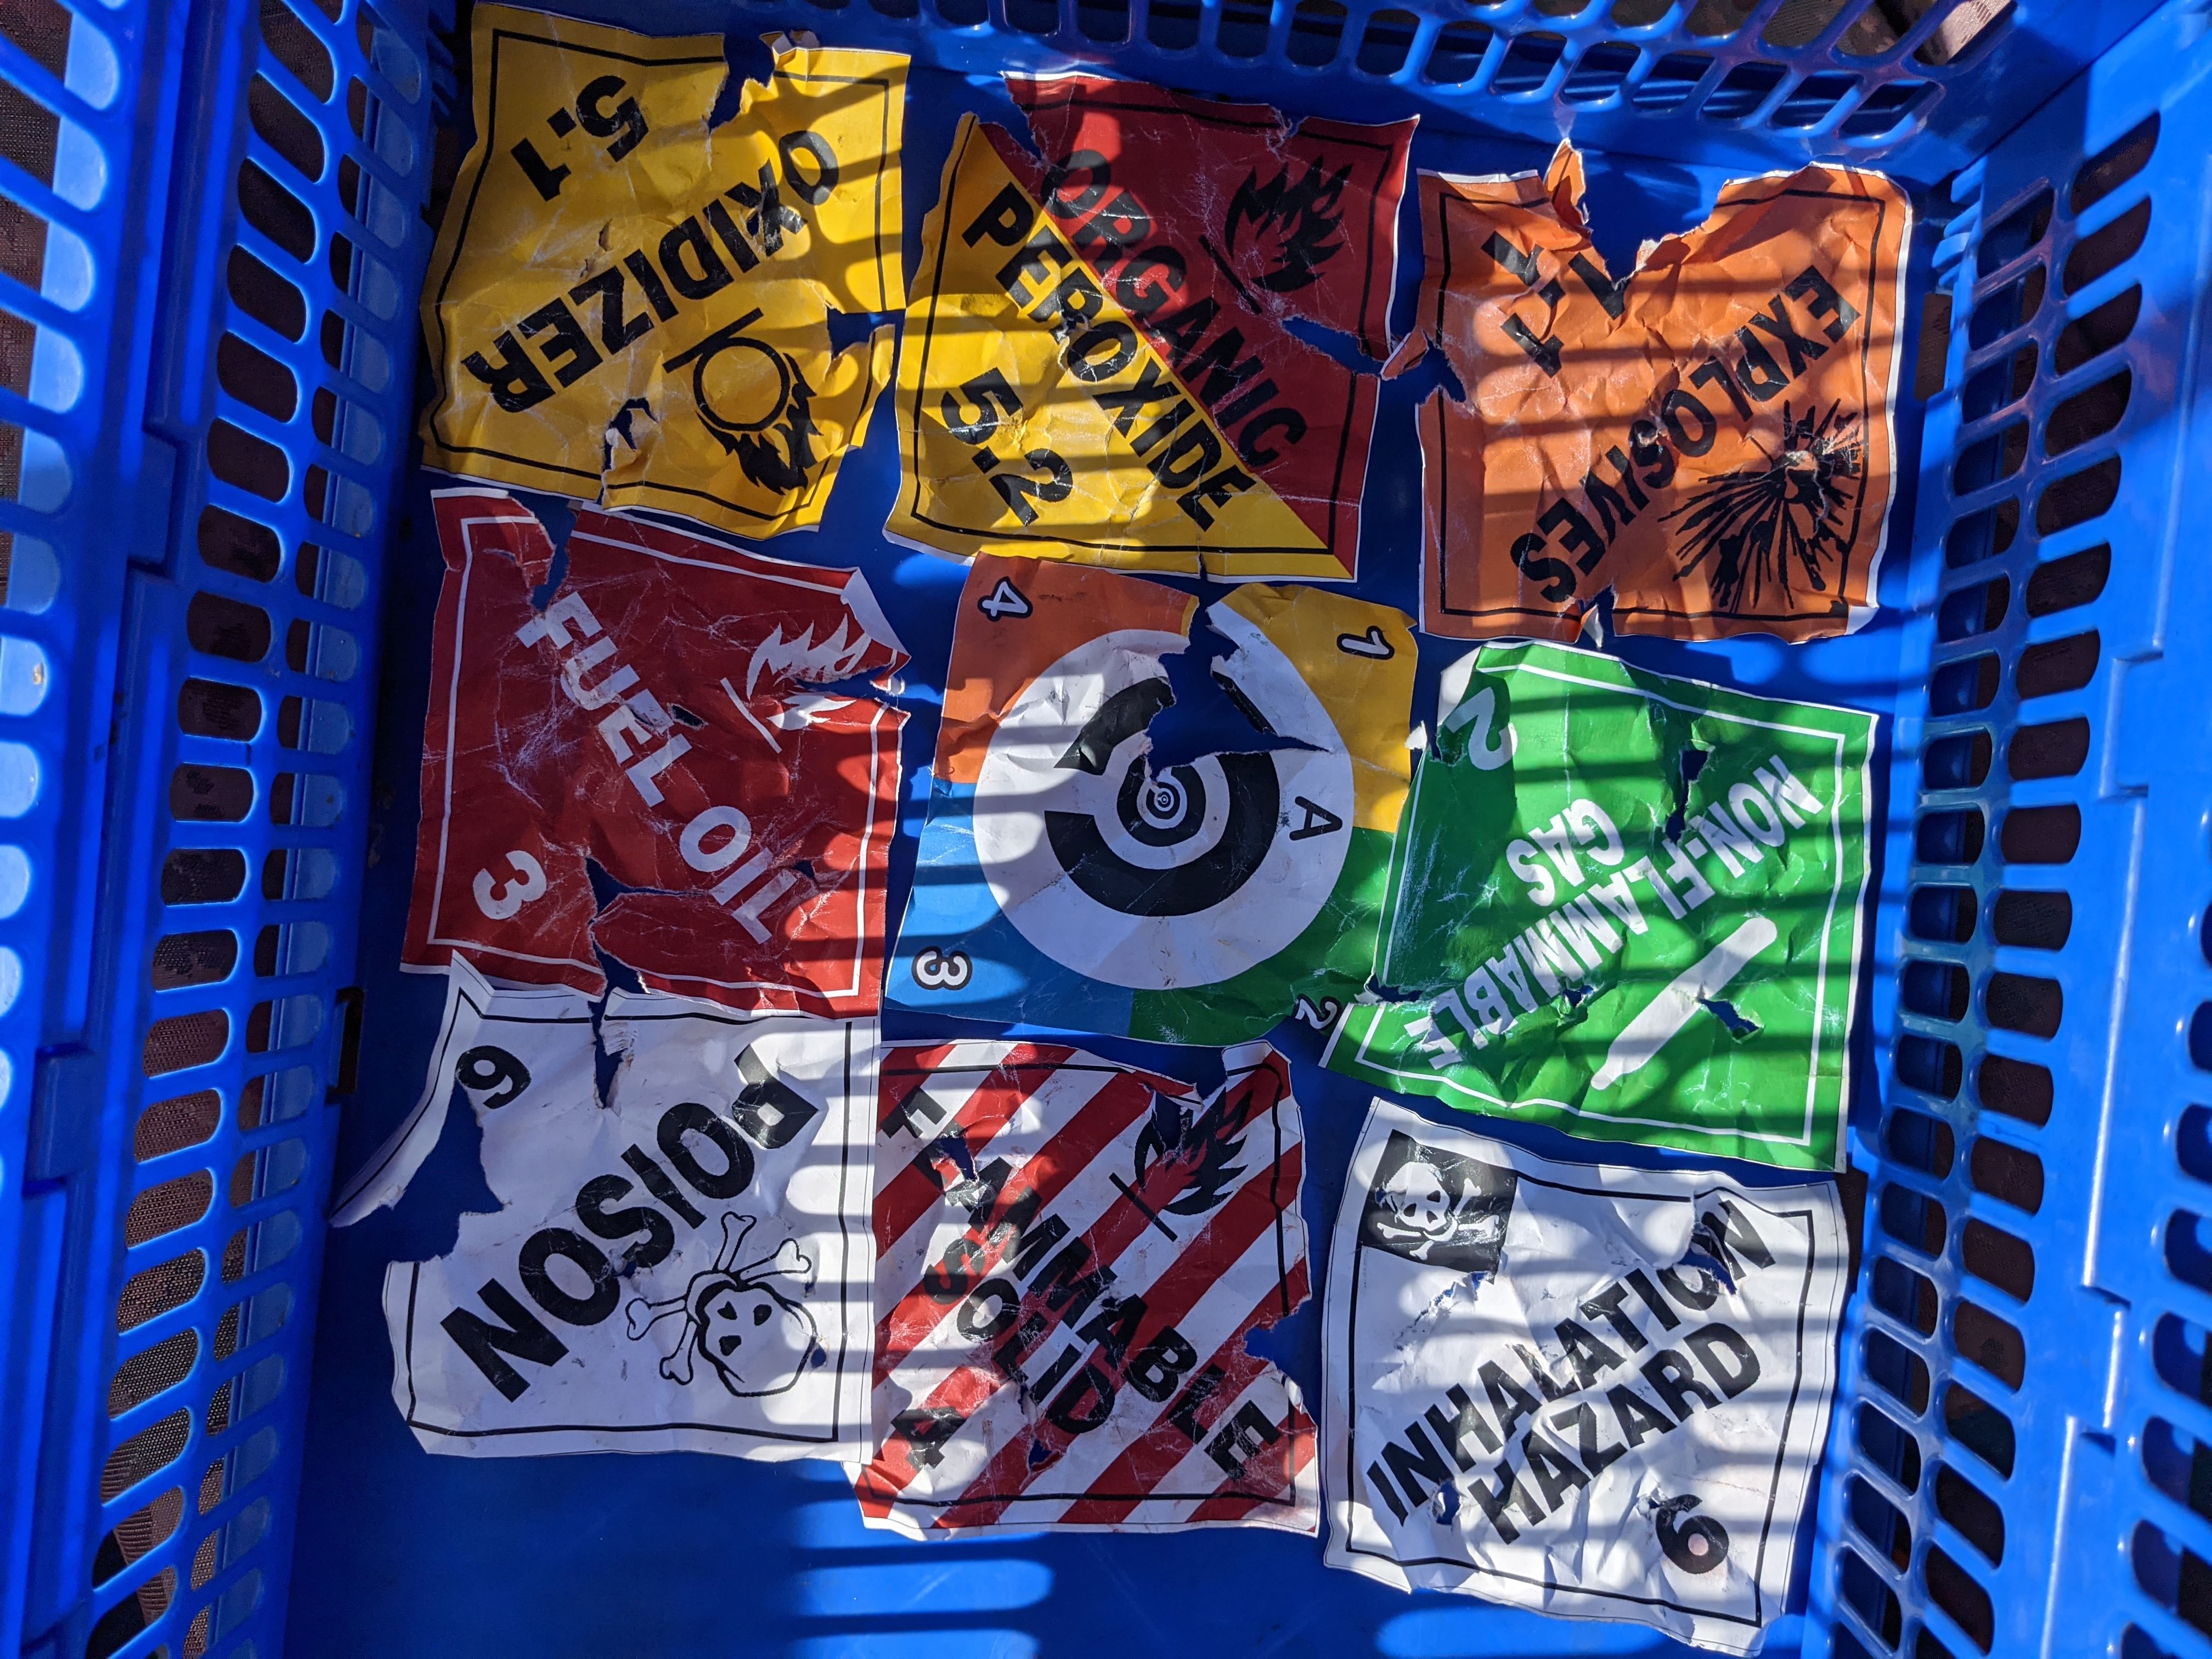 OXIDIZER
5.1
ORGANIC
PEROXIDE
5.2
EXPLOSIVES
1.1
FUEL OIL
3
4
1
A
3
2
NON-FLAMMABLE
GAS
2
POISON
6
FLAMMABLE
SOLID
4
INHALATION
HAZARD
6